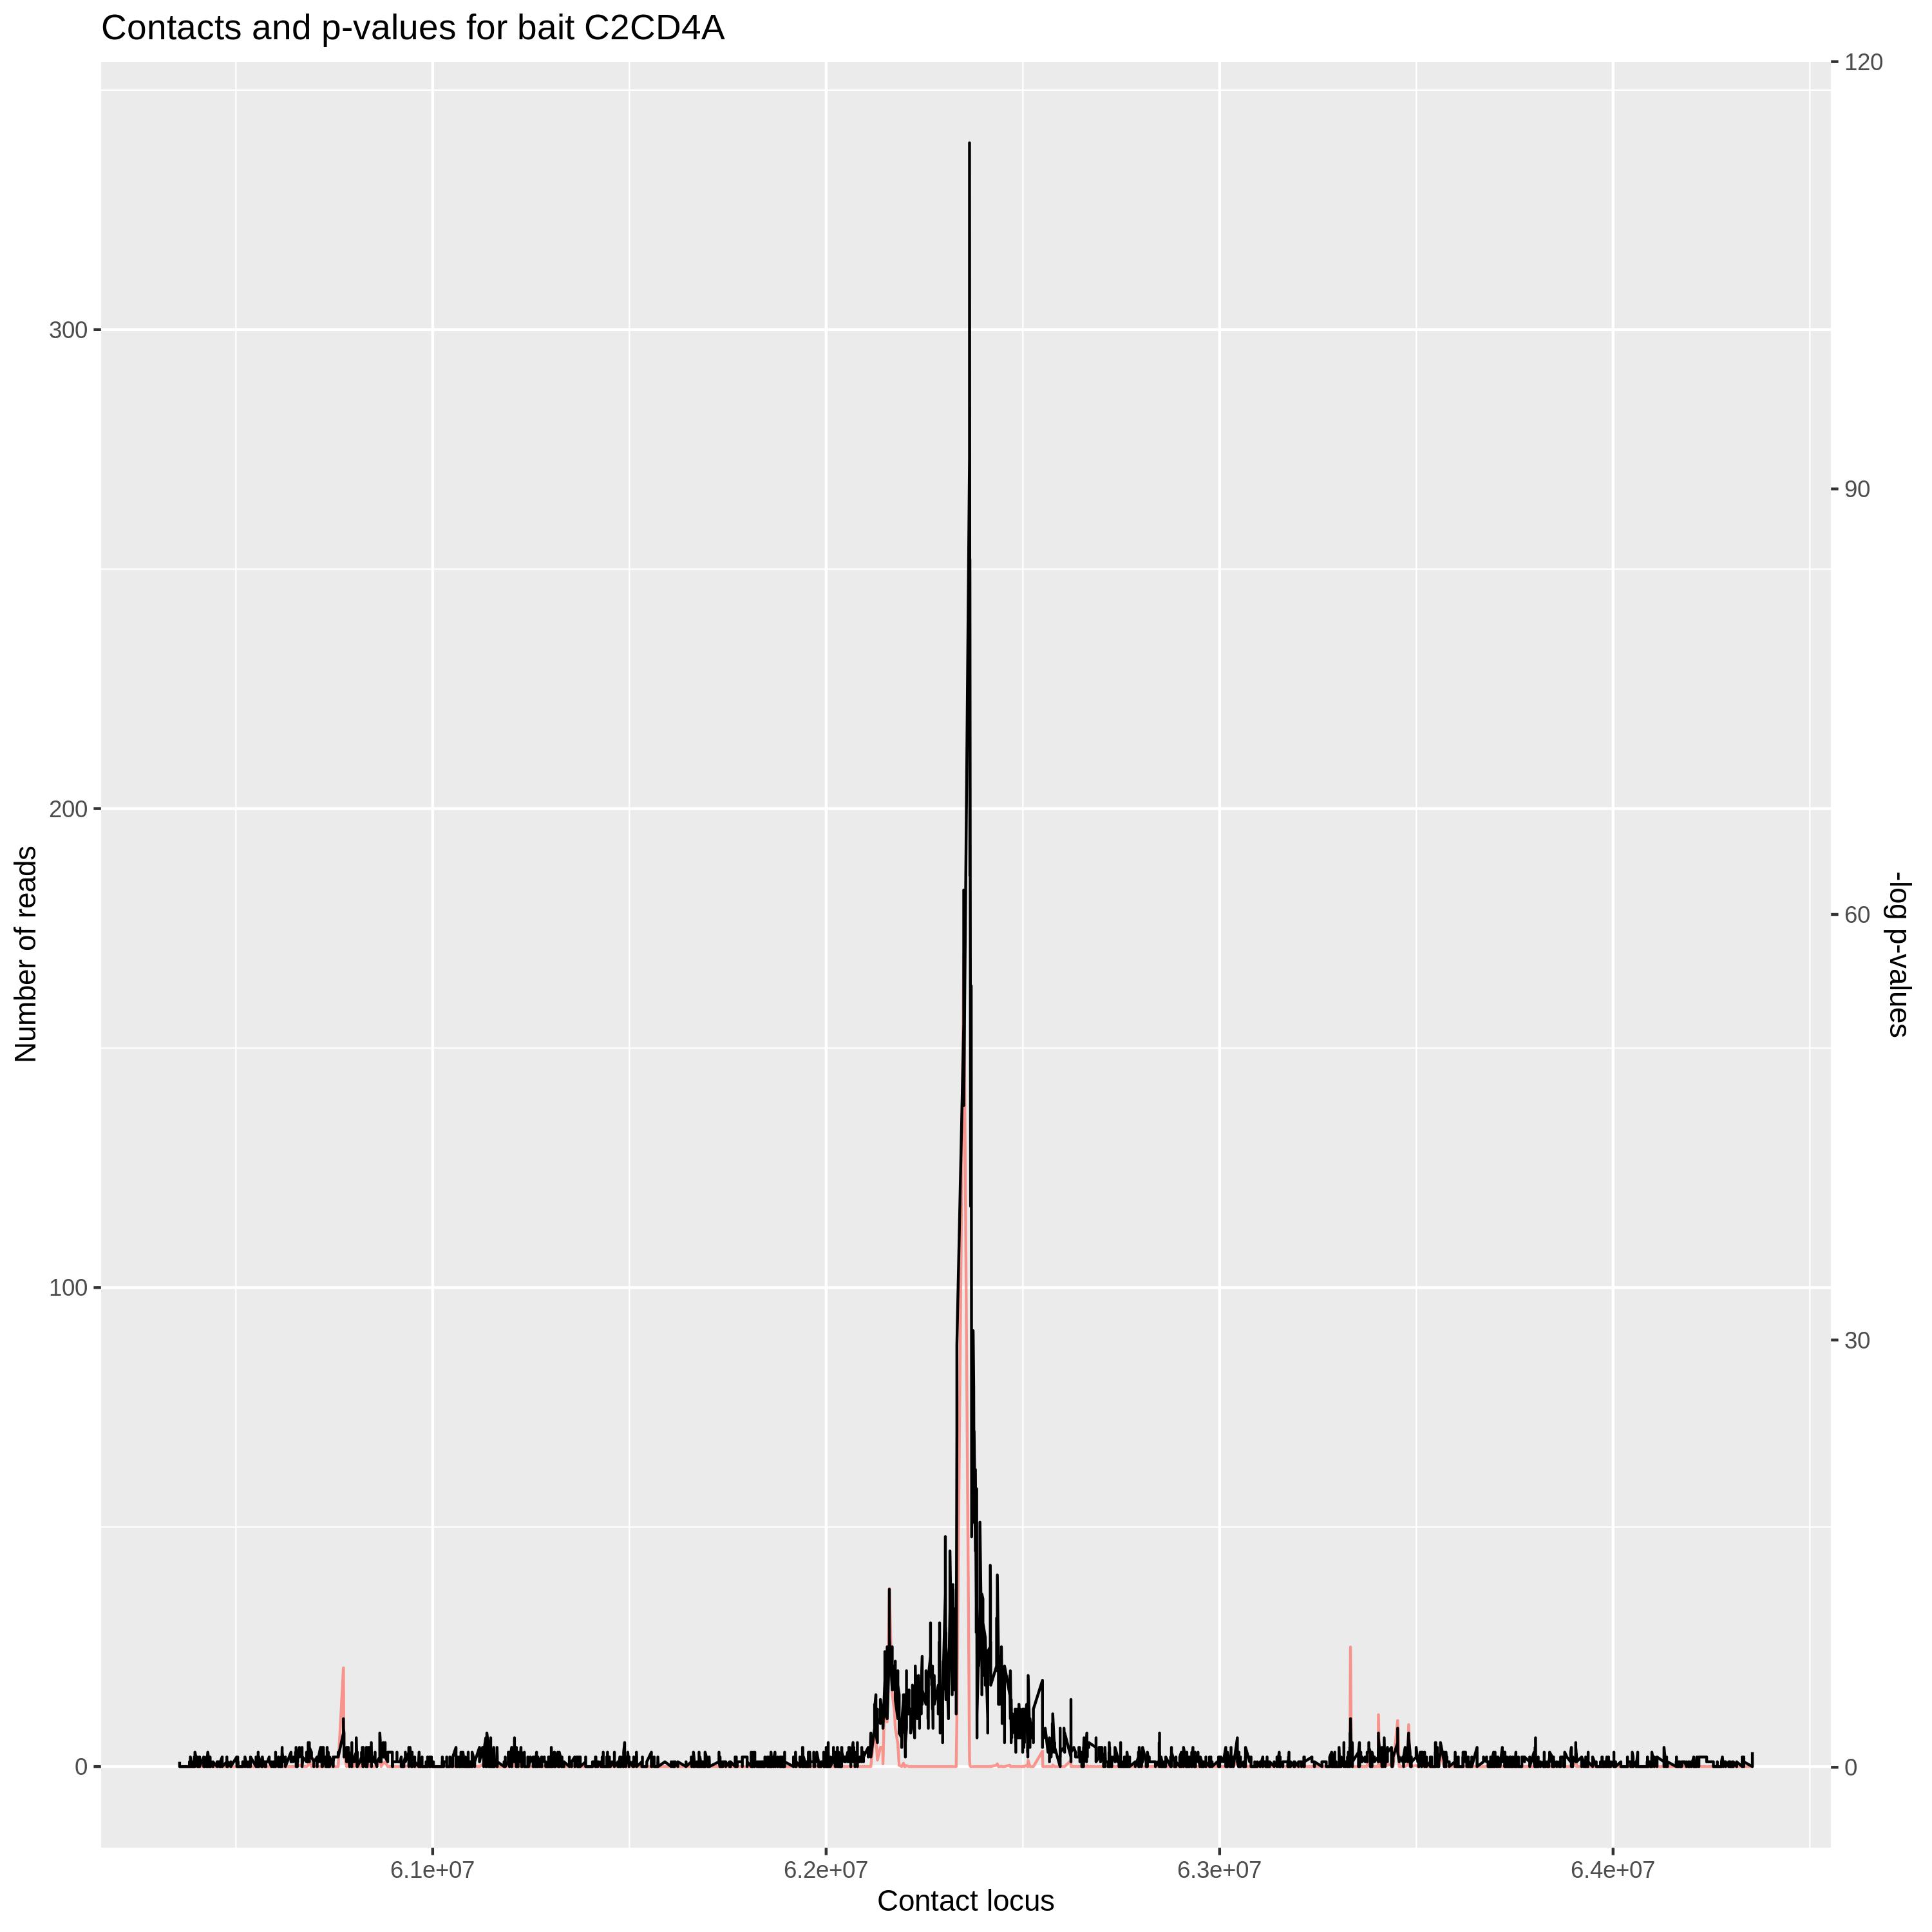 Contacts and p-values for bait C2CD4A
120
90
60
30
0
-log p-values
300
200
100
0
Number of reads
6.1e+07 6.2e+07 6.3e+07 6.4e+07
Contact locus